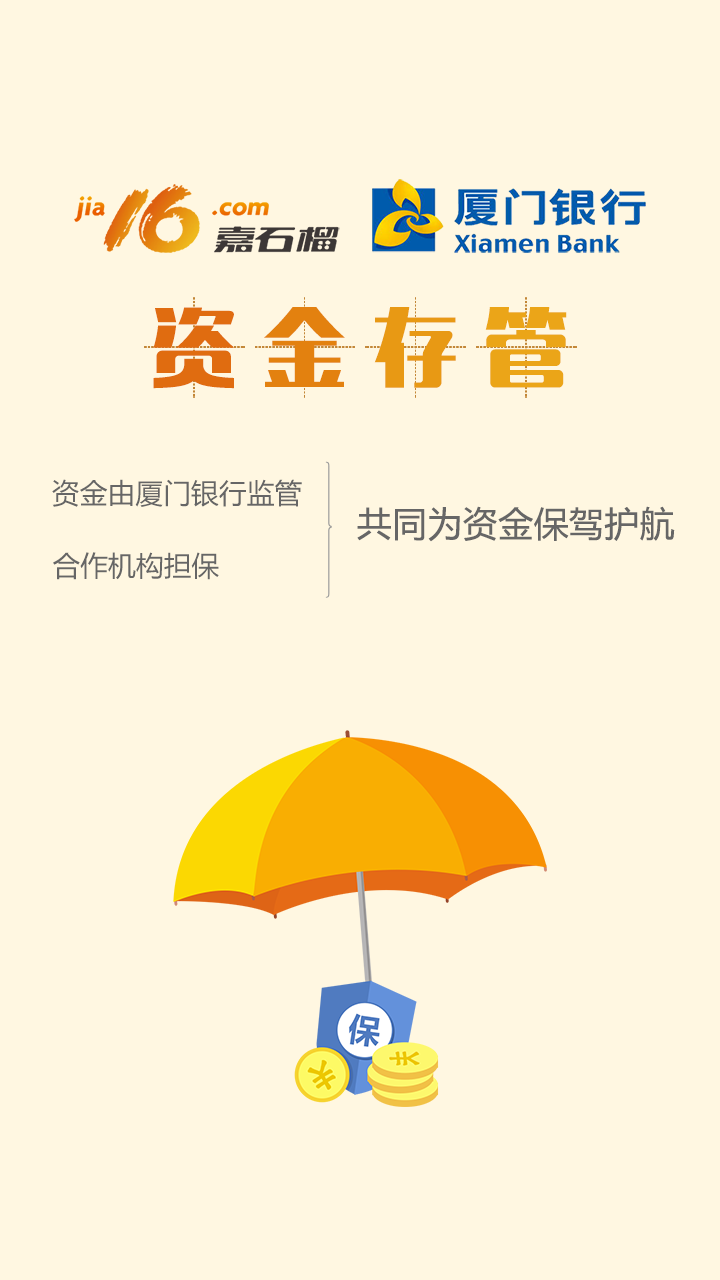 jia16.com 嘉石榴
厦门银行
Xiamen Bank
资金存管
资金由厦门银行监管
合作机构担保
共同为资金保驾护航
保
¥
¥